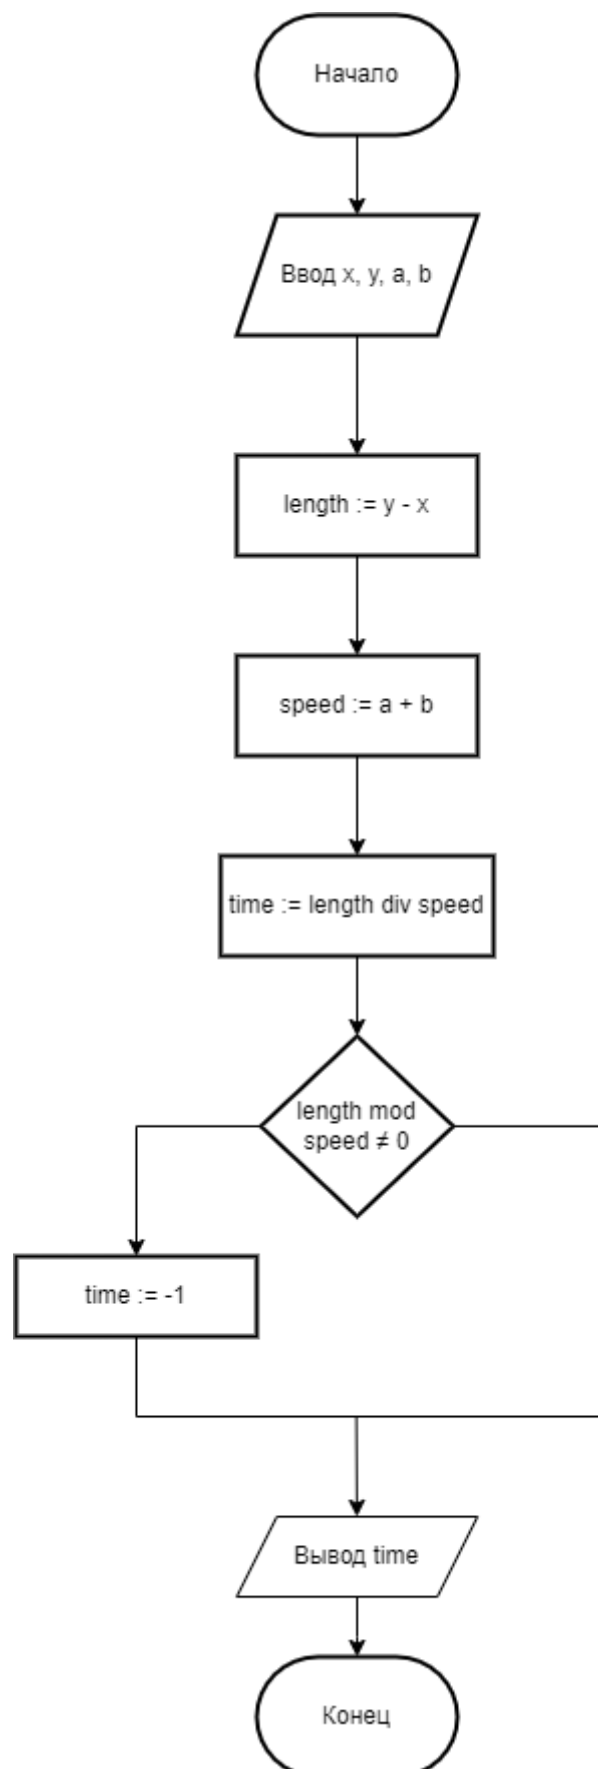 Начало
Ввод x, y, a, b
length := y - x
speed := a + b
time := length div speed
length mod
speed ≠ 0
time := -1
Вывод time
Конец